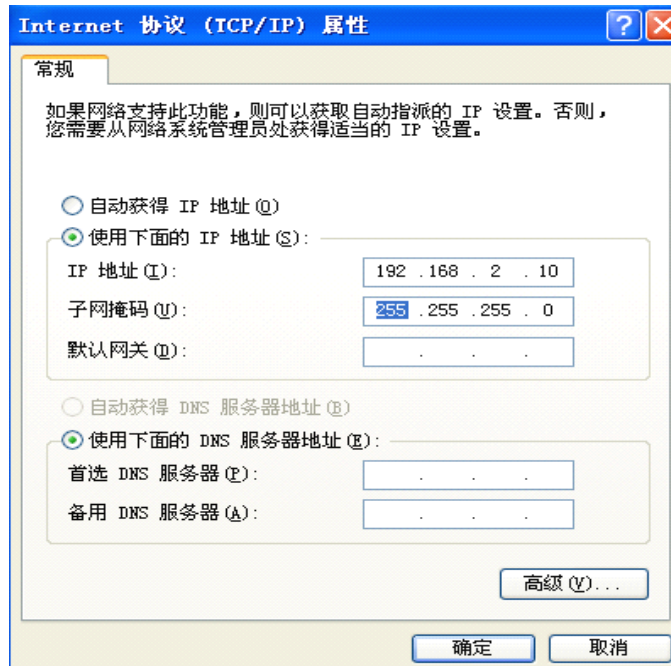 Internet 协议 (TCP/IP) 属性
常规
如果网络支持此功能，则可以获取自动指派的 IP 设置。否则，
您需要从网络系统管理员处获得适当的 IP 设置。
自动获得 IP 地址(O)
使用下面的 IP 地址(S):
IP 地址(I): 192 .168 . 2 . 10
子网掩码(U): 255 .255 .255 . 0
默认网关(D): . . .
自动获得 DNS 服务器地址(B)
使用下面的 DNS 服务器地址(E):
首选 DNS 服务器(P): . . .
备用 DNS 服务器(A): . . .
高级(V)...
确定 取消